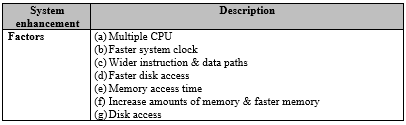 System enhancement Description
Factors (a) Multiple CPU
(b) Faster system clock
(c) Wider instruction & data paths
(d) Faster disk access
(e) Memory access time
(f) Increase amounts of memory & faster memory
(g) Disk access